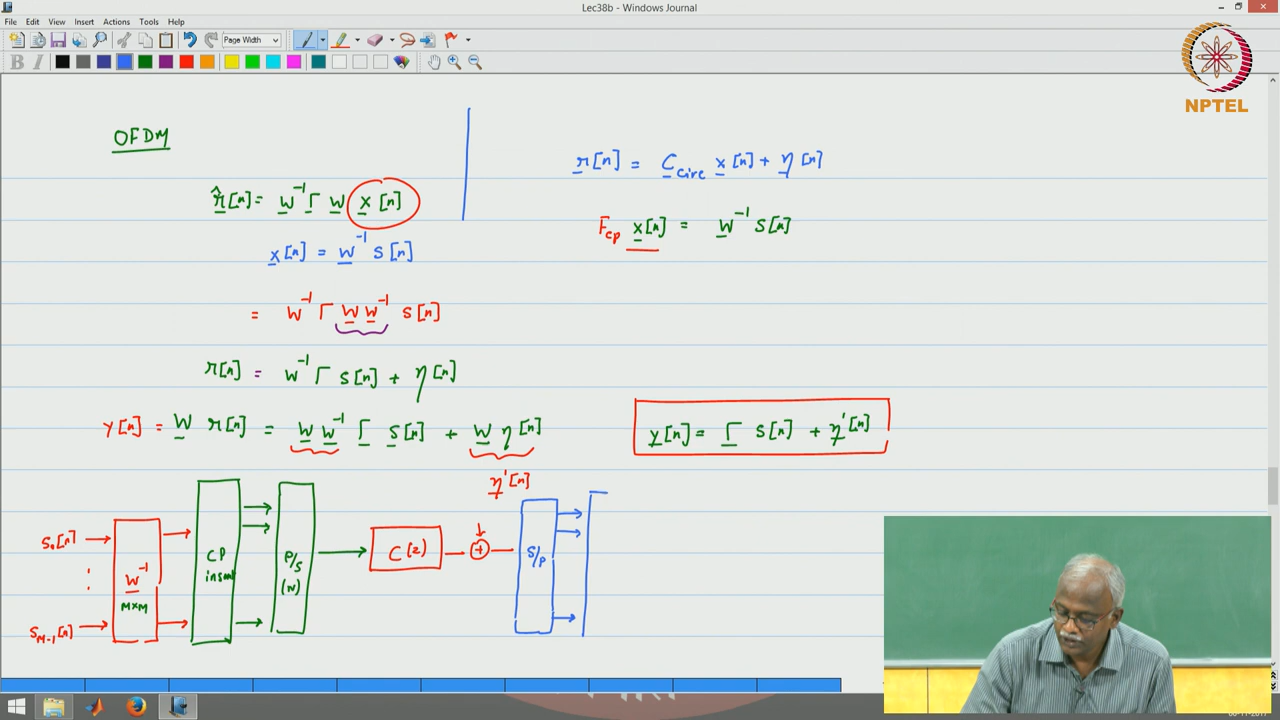 Lec38b - Windows Journal
File Edit View Insert Actions Tools Help
Page Width
NPTEL
OFDM
r̂[n] = W⁻¹ Γ W x[n]
x[n] = W⁻¹ S[n]
= W⁻¹ Γ W W⁻¹ S[n]
r[n] = W⁻¹ Γ S[n] + η[n]
y[n] = W r[n] = W W⁻¹ Γ S[n] + W η[n]
η'[n]
r[n] = C_circ x[n] + η[n]
F_cp x[n] = W⁻¹ S[n]
y[n] = Γ S[n] + η'[n]
S₀[n]
⋮
S_M-1[n]
W⁻¹
M×M
CP
insert
P/S
(N)
C(z)
+
S/P